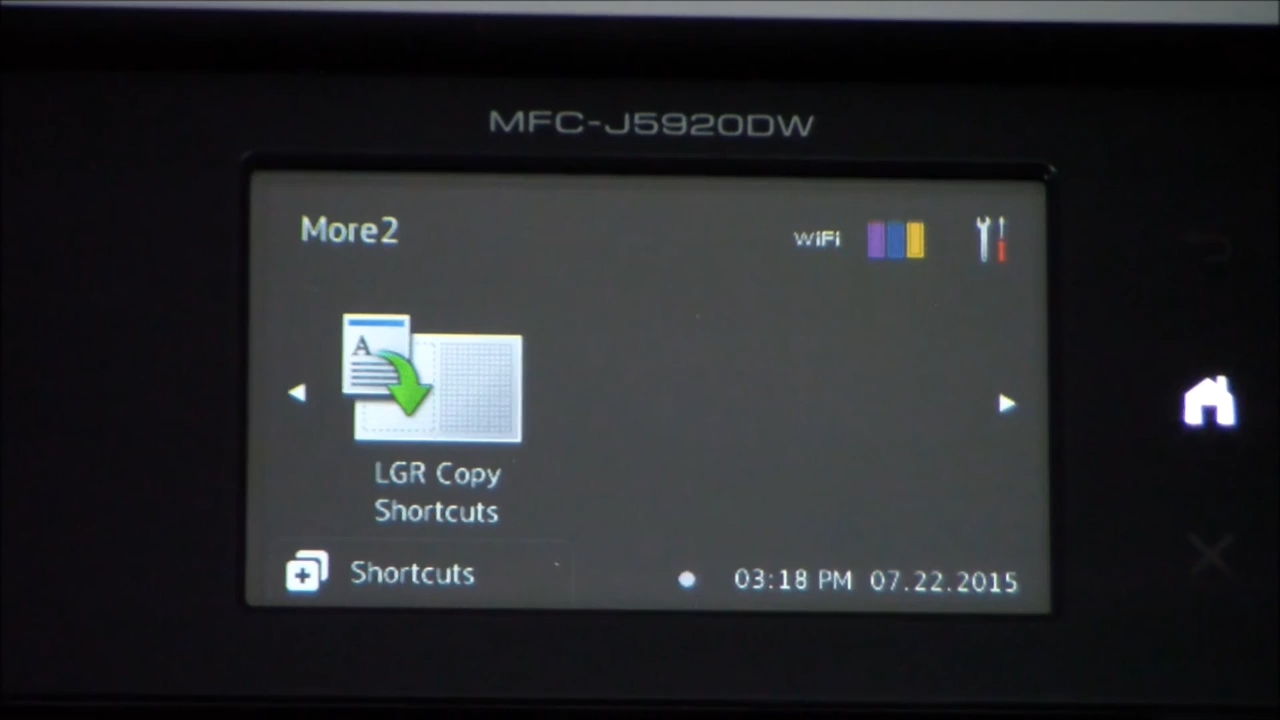 MFC-J5920DW
More2
WiFi
A
LGR Copy
Shortcuts
Shortcuts
03:18 PM 07.22.2015